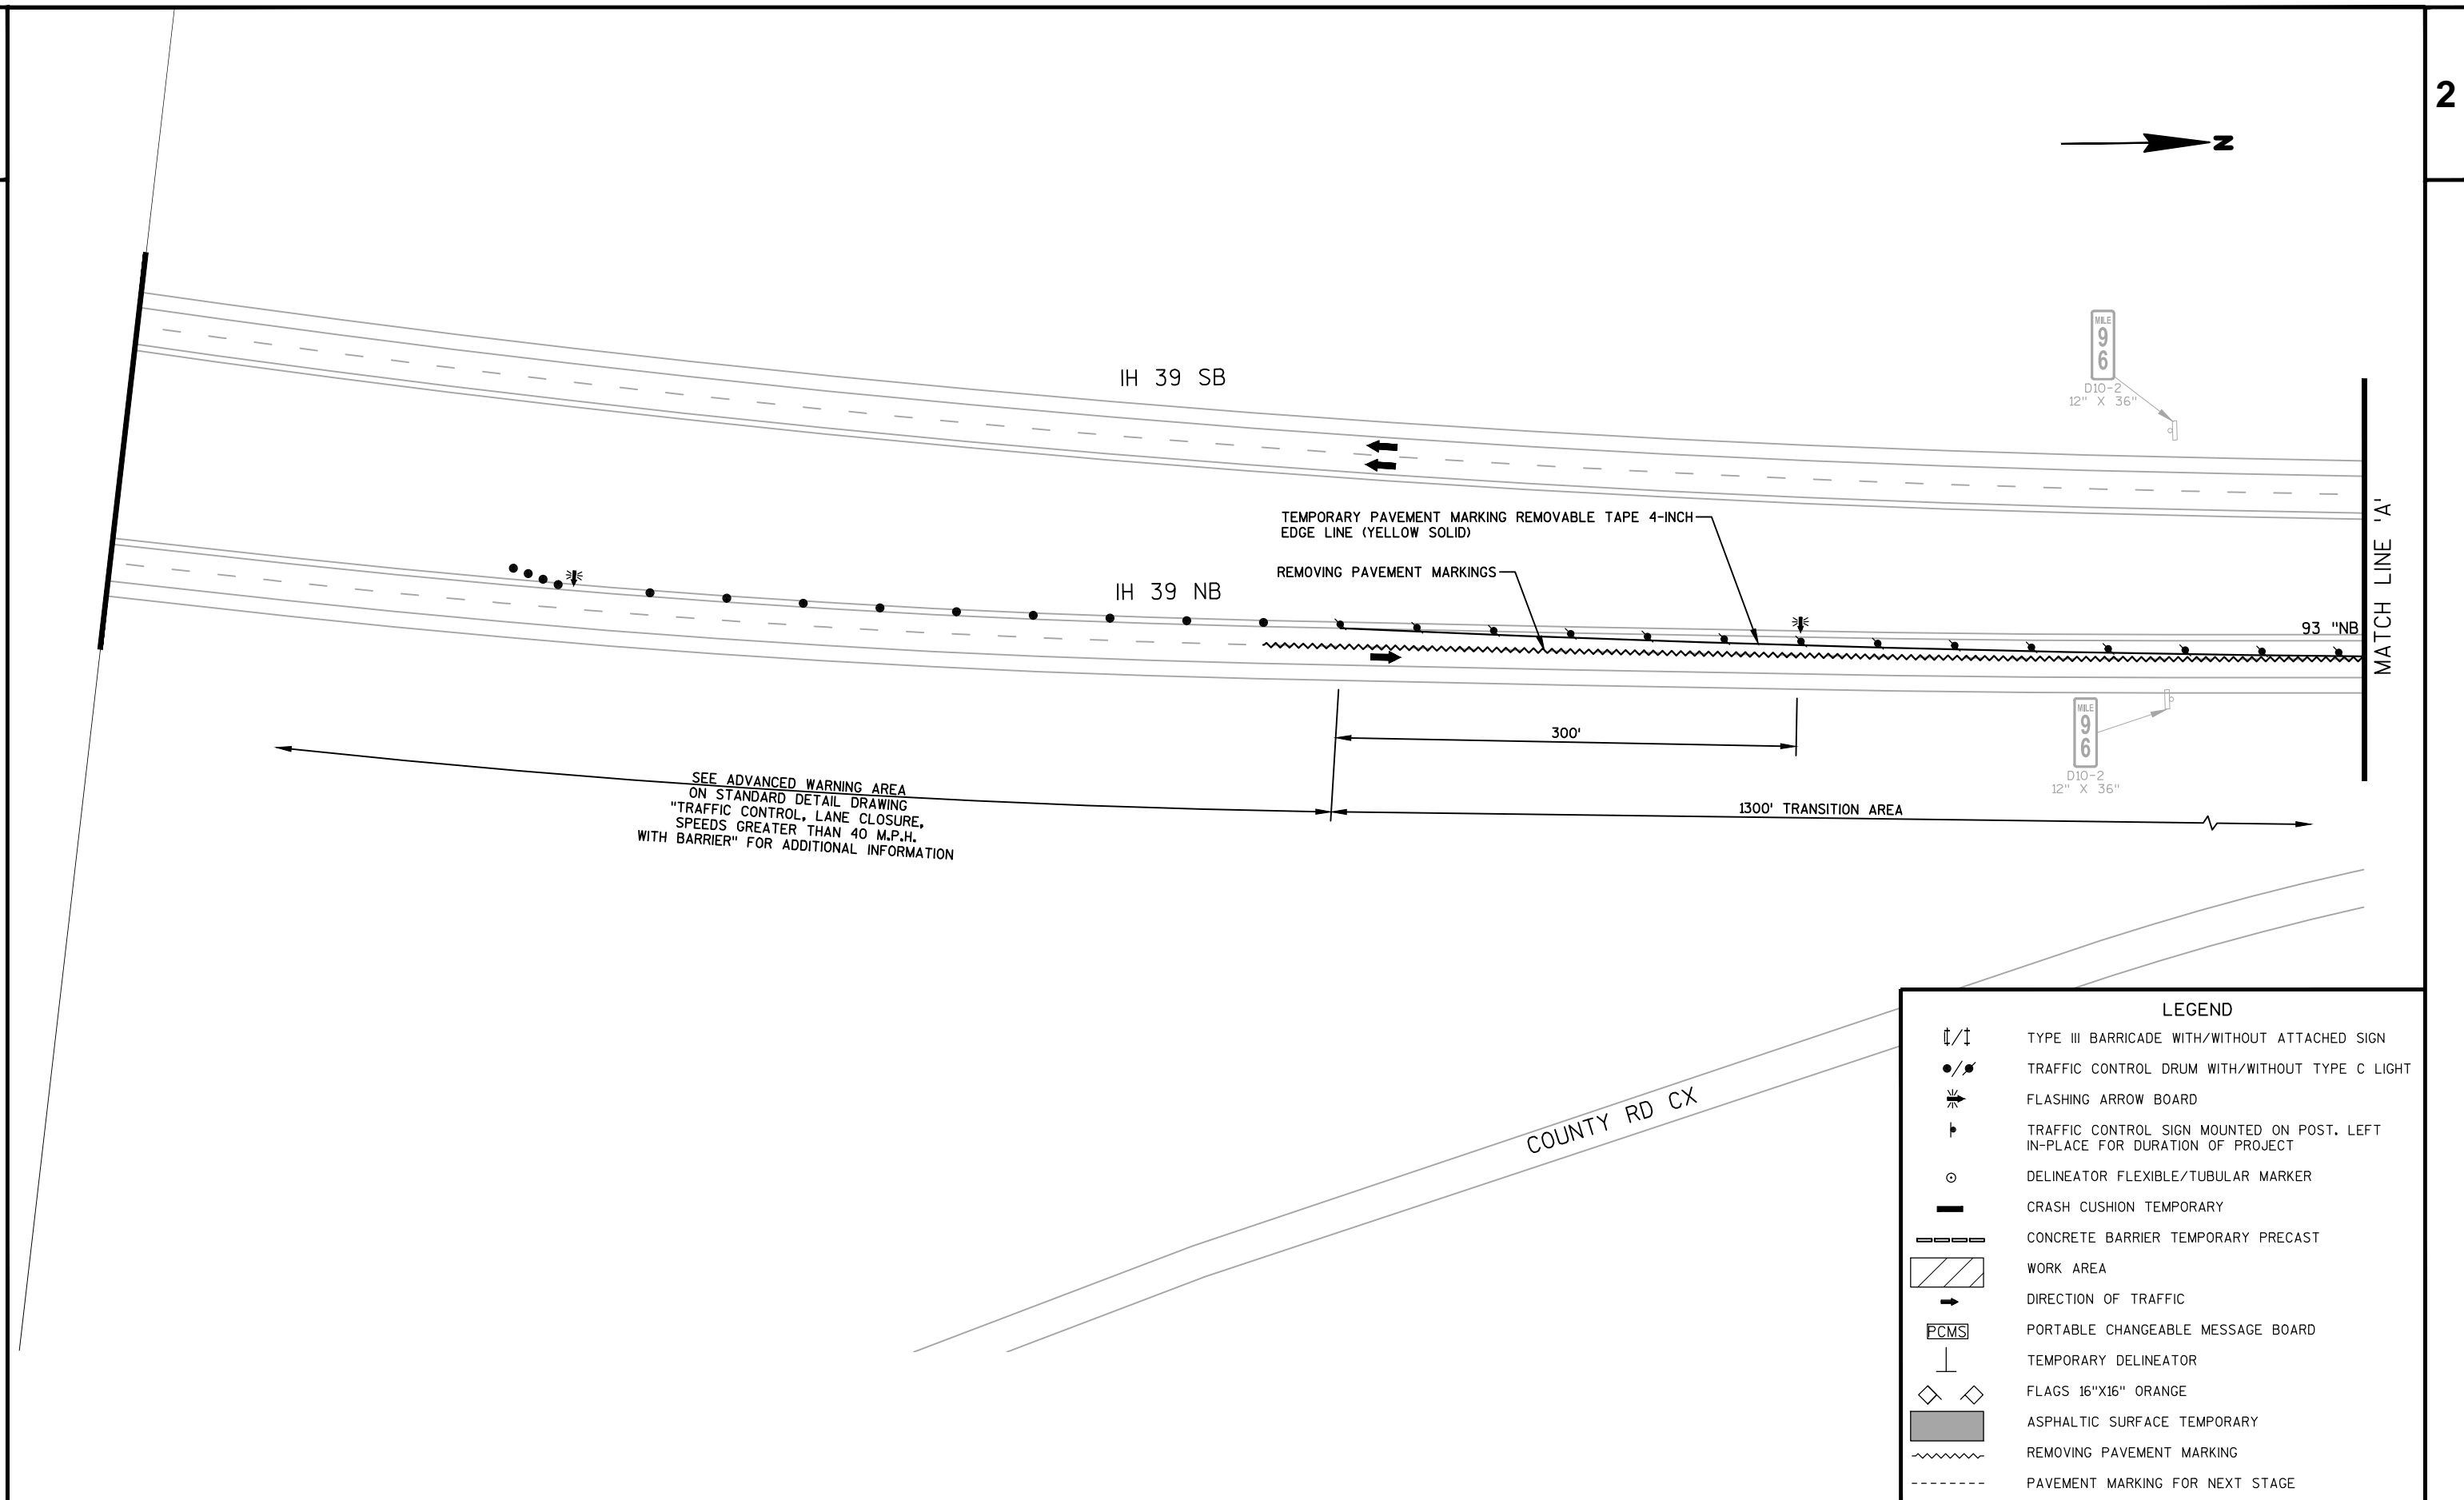 2
N
IH 39 SB
MILE
9
6
D10-2
12" X 36"
TEMPORARY PAVEMENT MARKING REMOVABLE TAPE 4-INCH
EDGE LINE (YELLOW SOLID)
REMOVING PAVEMENT MARKINGS
IH 39 NB
93 "NB
MATCH LINE 'A'
MILE
9
6
D10-2
12" X 36"
300'
1300' TRANSITION AREA
SEE ADVANCED WARNING AREA
ON STANDARD DETAIL DRAWING
"TRAFFIC CONTROL, LANE CLOSURE,
SPEEDS GREATER THAN 40 M.P.H.
WITH BARRIER" FOR ADDITIONAL INFORMATION
COUNTY RD CX
LEGEND
TYPE III BARRICADE WITH/WITHOUT ATTACHED SIGN
TRAFFIC CONTROL DRUM WITH/WITHOUT TYPE C LIGHT
FLASHING ARROW BOARD
TRAFFIC CONTROL SIGN MOUNTED ON POST. LEFT
IN-PLACE FOR DURATION OF PROJECT
DELINEATOR FLEXIBLE/TUBULAR MARKER
CRASH CUSHION TEMPORARY
CONCRETE BARRIER TEMPORARY PRECAST
WORK AREA
DIRECTION OF TRAFFIC
PCMS PORTABLE CHANGEABLE MESSAGE BOARD
TEMPORARY DELINEATOR
FLAGS 16"X16" ORANGE
ASPHALTIC SURFACE TEMPORARY
REMOVING PAVEMENT MARKING
PAVEMENT MARKING FOR NEXT STAGE